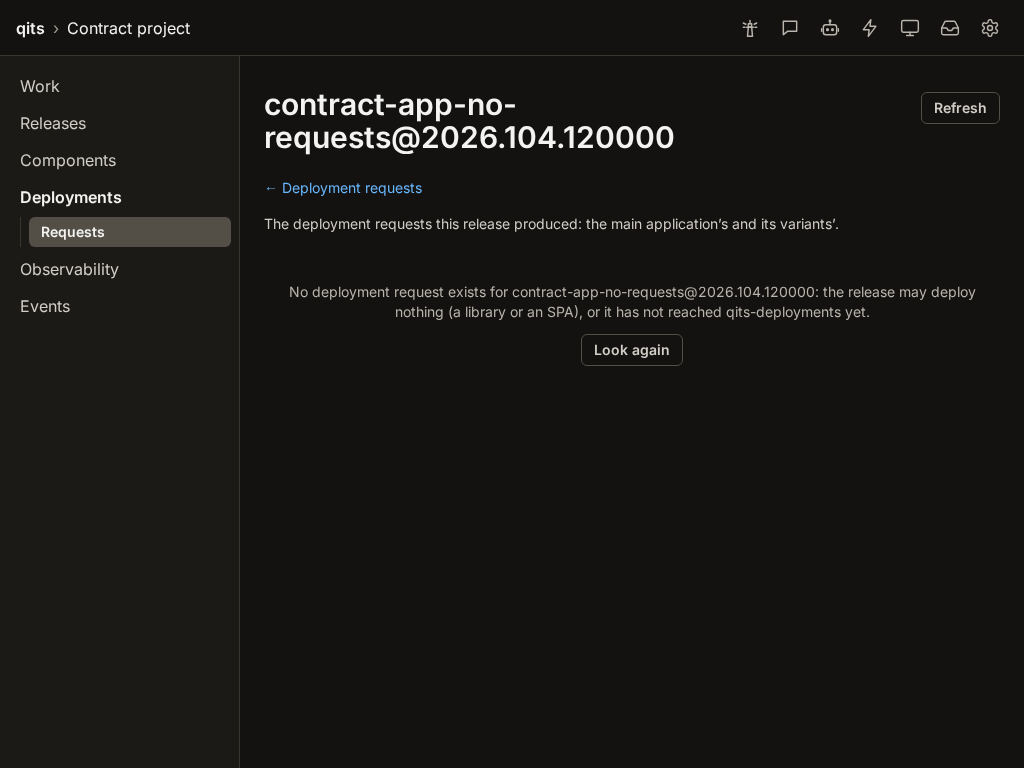 qits › Contract project
Work
Releases
Components
Deployments
Requests
Observability
Events
contract-app-no-
requests@2026.104.120000
Refresh
← Deployment requests
The deployment requests this release produced: the main application’s and its variants’.
No deployment request exists for contract-app-no-requests@2026.104.120000: the release may deploy
nothing (a library or an SPA), or it has not reached qits-deployments yet.
Look again